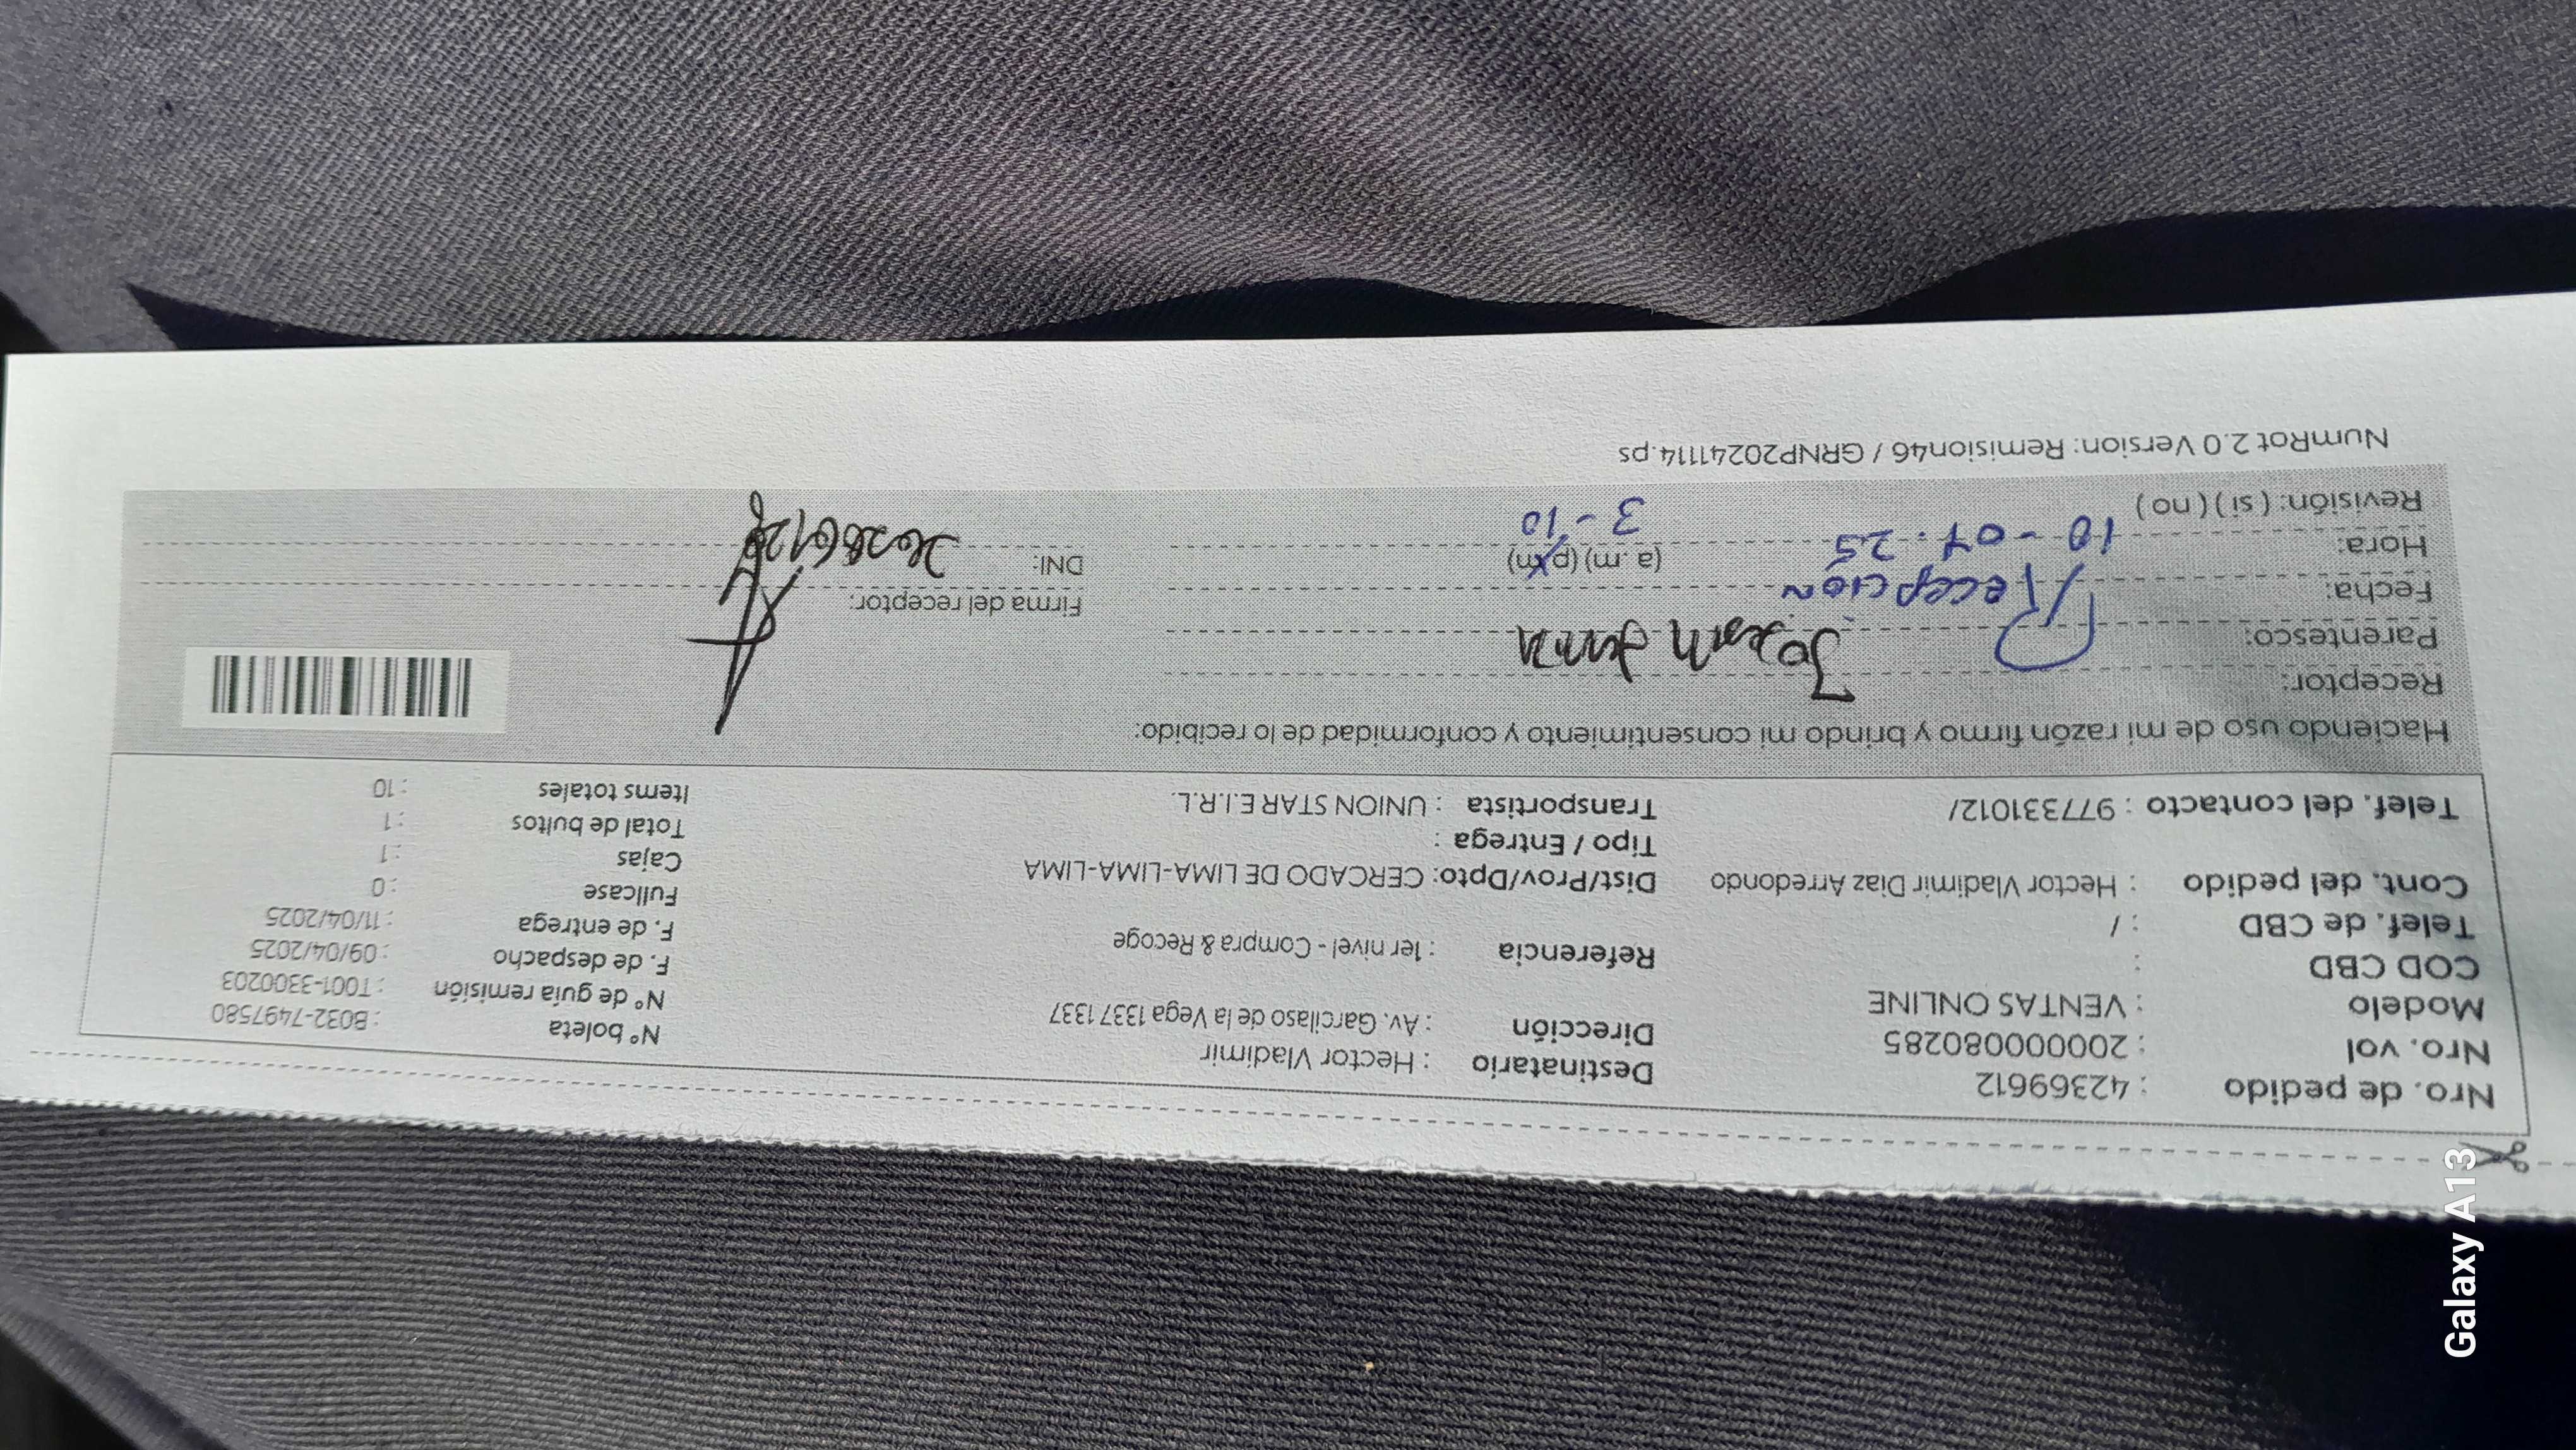 Nro. de pedido : 42369612
Nro. vol : 20000080285
Modelo : VENTAS ONLINE
COD CBD :
Telef. de CBD : /
Cont. del pedido : Hector Vladimir Diaz Arredondo
Telef. del contacto : 977331012/
Destinatario : Hector Vladimir
Dirección : Av. Garcilaso de la Vega 1337 1337
Referencia : 1er nivel - Compra & Recoge
Dist/Prov/Dpto: CERCADO DE LIMA-LIMA-LIMA
Tipo / Entrega :
Transportista : UNION STAR E.I.R.L.
N° boleta : B032-7497580
N° de guía remisión : T001-3300203
F. de despacho : 09/04/2025
F. de entrega : 11/04/2025
Fullcase : 0
Cajas : 1
Total de bultos : 1
Items totales : 10
Haciendo uso de mi razón firmo y brindo mi consentimiento y conformidad de lo recibido:
Receptor:
Parentesco: Recepción
Fecha: 10-04.25
Hora: (a.m) (p.m) 3-10
Revisión: ( si ) ( no )
Firma del receptor:
DNI:
NumRot 2.0 Version: Remision46 / GRNP20241114.ps
Galaxy A13